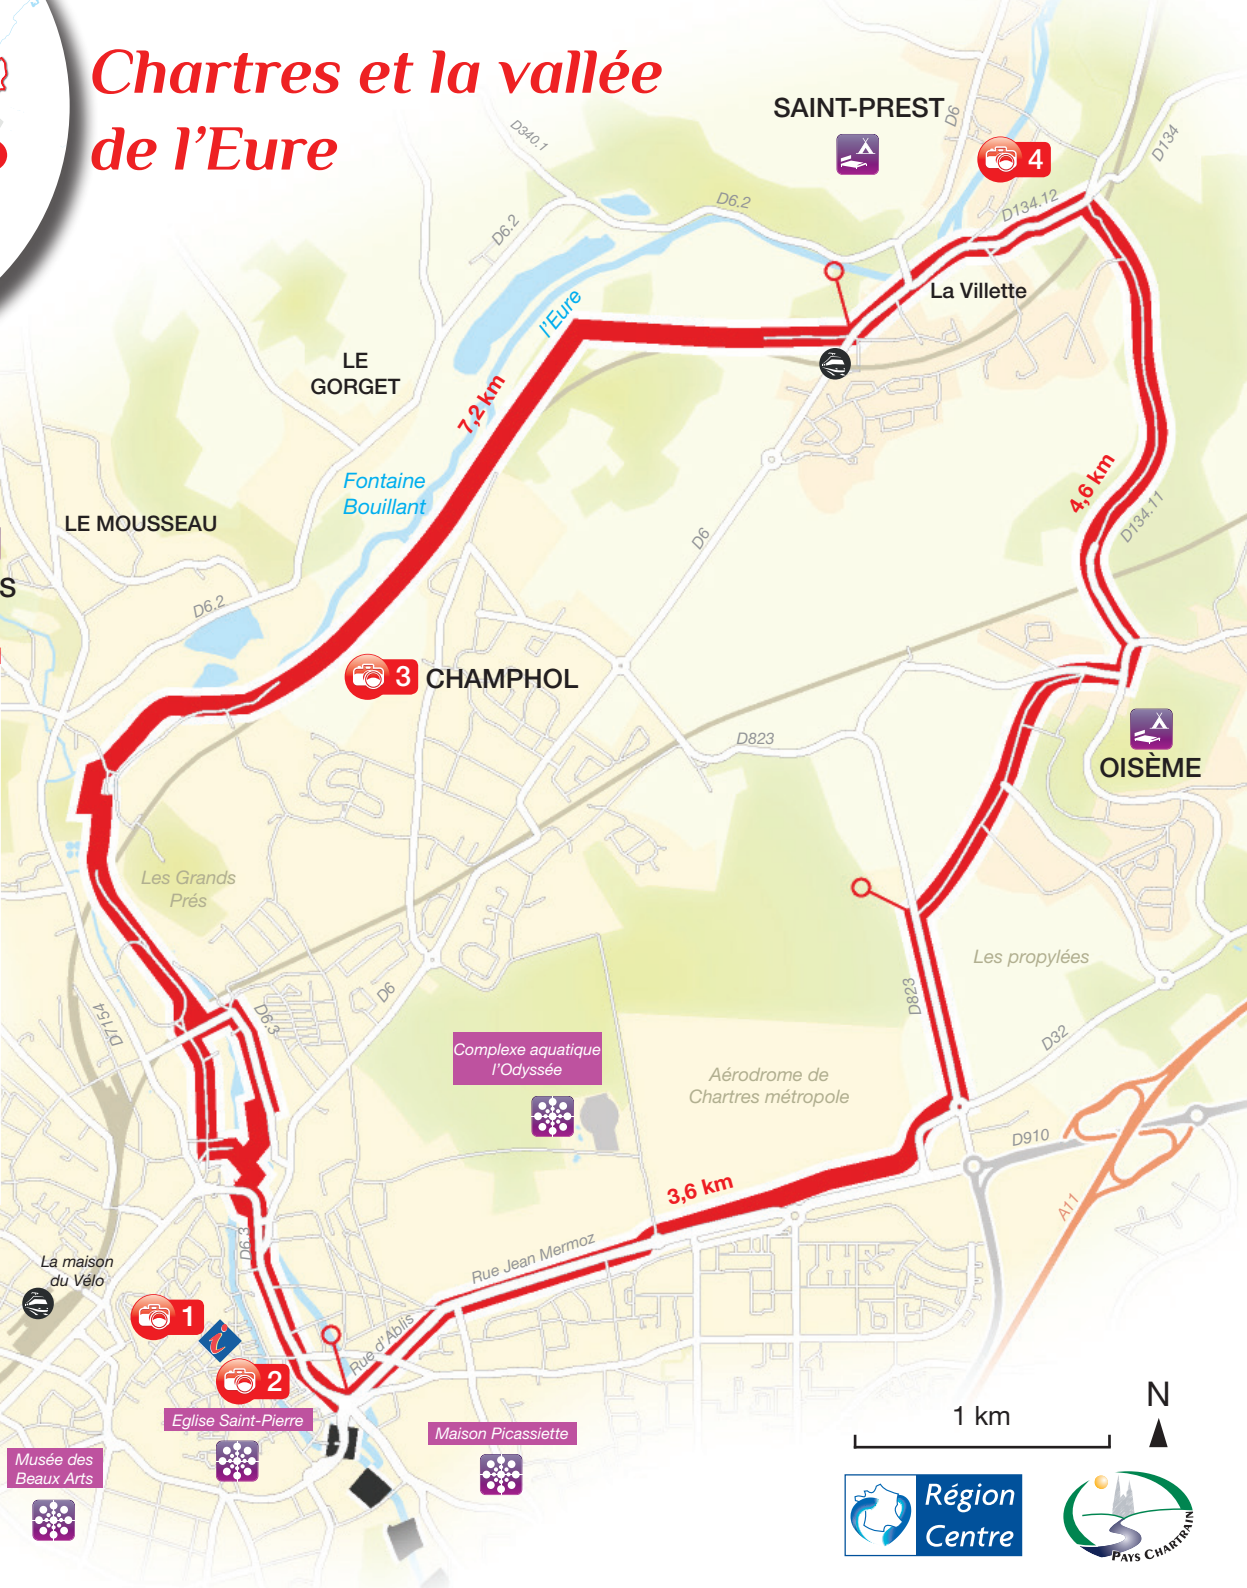 Chartres et la vallée
de l'Eure
SAINT-PREST
D6
4
D134
D340.1
D6.2
D6.2
D134.12
La Villette
l'Eure
LE
GORGET
7,2 km
Fontaine
Bouillant
LE MOUSSEAU
S
4,6 km
D134.11
D6
D6.2
3
CHAMPHOL
D823
OISÈME
Les Grands
Prés
Les propylées
D6
D823
D7154
D6.3
D32
Complexe aquatique
l'Odyssée
Aérodrome de
Chartres métropole
D910
3,6 km
A11
D6.3
Rue Jean Mermoz
La maison
du Vélo
1
Rue d'Ablis
i
2
Eglise Saint-Pierre
Maison Picassiette
Musée des
Beaux Arts
N
1 km
Région
Centre
PAYS CHARTRAIN